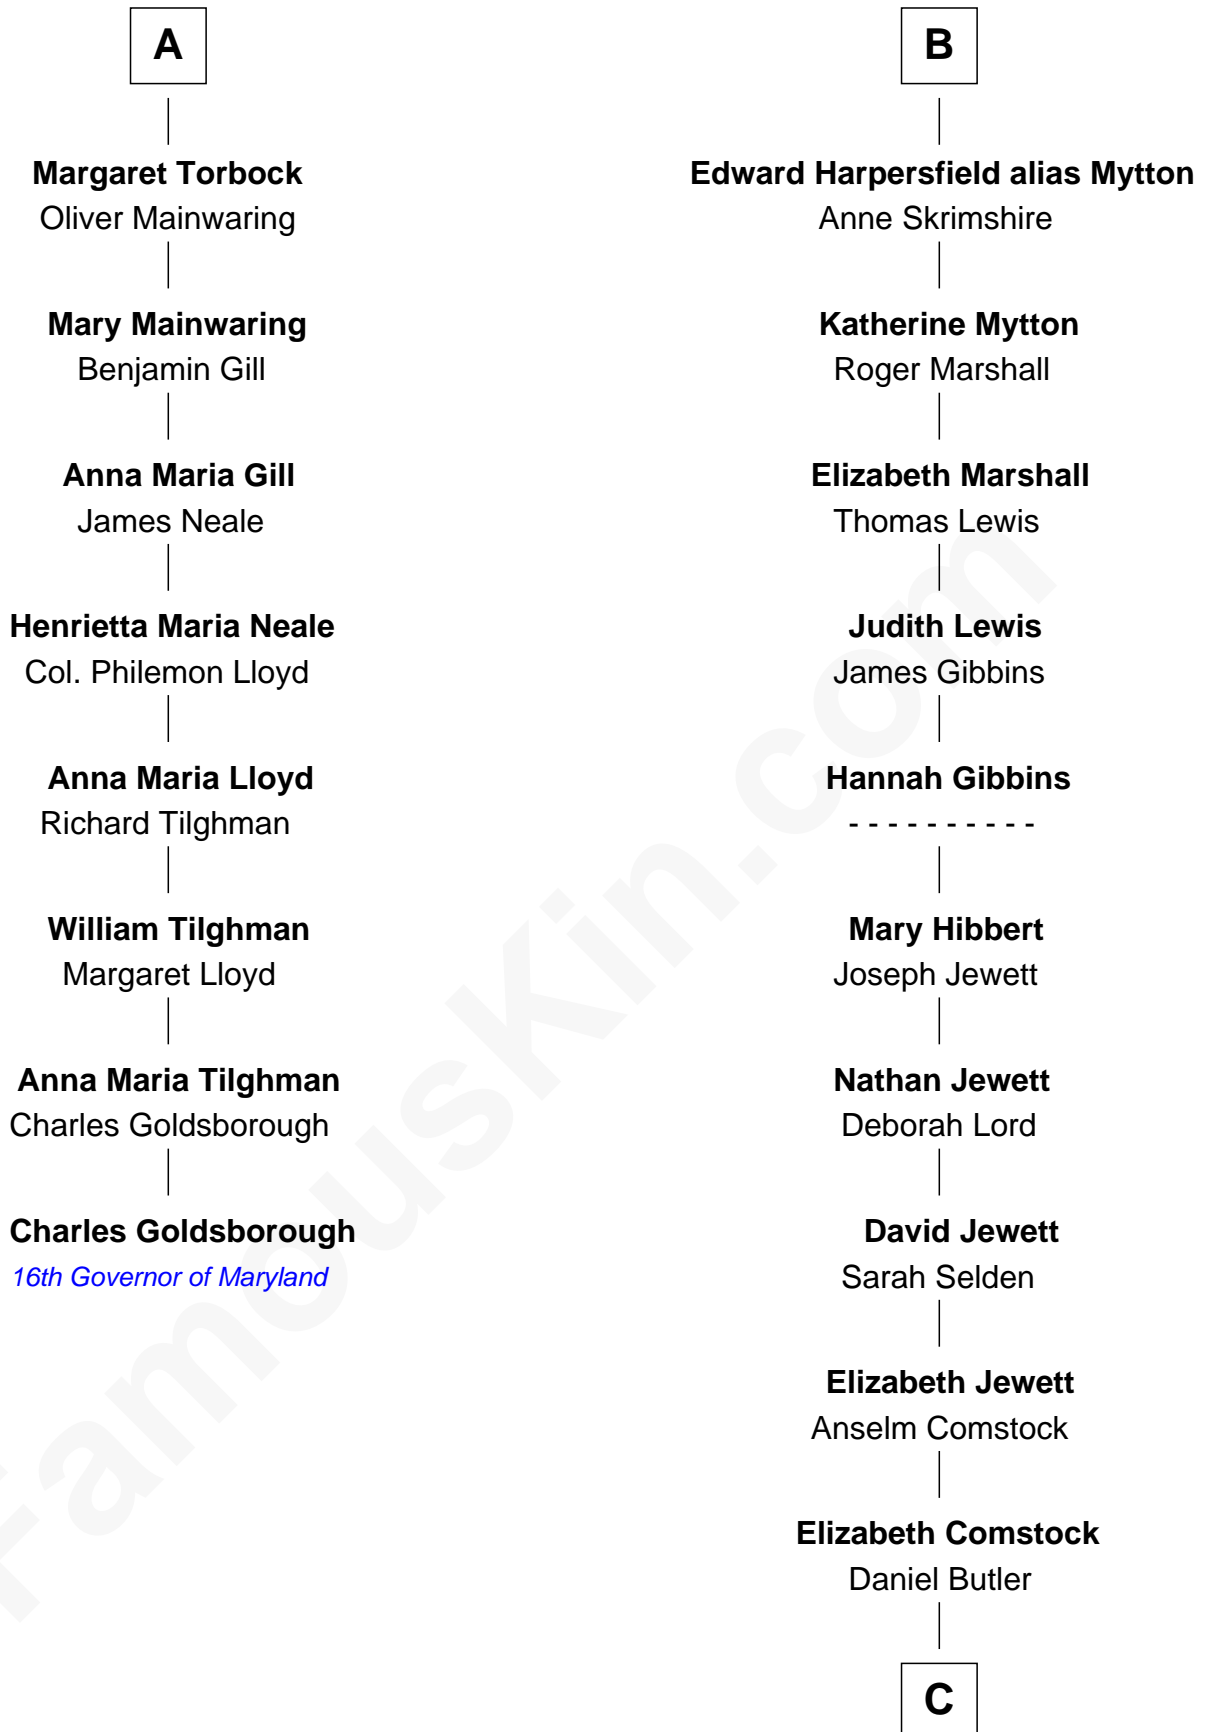 A
Margaret Torbock
Oliver Mainwaring
Mary Mainwaring
Benjamin Gill
Anna Maria Gill
James Neale
Henrietta Maria Neale
Col. Philemon Lloyd
Anna Maria Lloyd
Richard Tilghman
William Tilghman
Margaret Lloyd
Anna Maria Tilghman
Charles Goldsborough
Charles Goldsborough
16th Governor of Maryland
B
Edward Harpersfield alias Mytton
Anne Skrimshire
Katherine Mytton
Roger Marshall
Elizabeth Marshall
Thomas Lewis
Judith Lewis
James Gibbins
Hannah Gibbins
- - - - - - - - - -
Mary Hibbert
Joseph Jewett
Nathan Jewett
Deborah Lord
David Jewett
Sarah Selden
Elizabeth Jewett
Anselm Comstock
Elizabeth Comstock
Daniel Butler
C
FamousKin.com